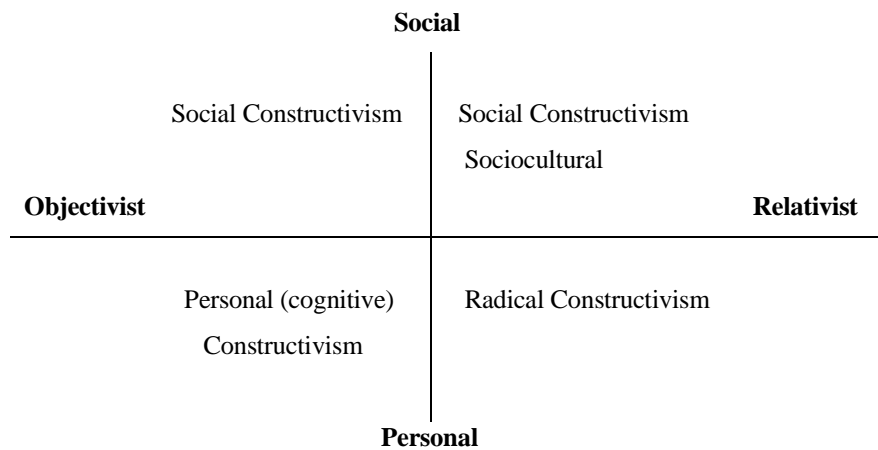 Social
Social Constructivism
Social Constructivism
Sociocultural
Objectivist
Relativist
Personal (cognitive)
Constructivism
Radical Constructivism
Personal